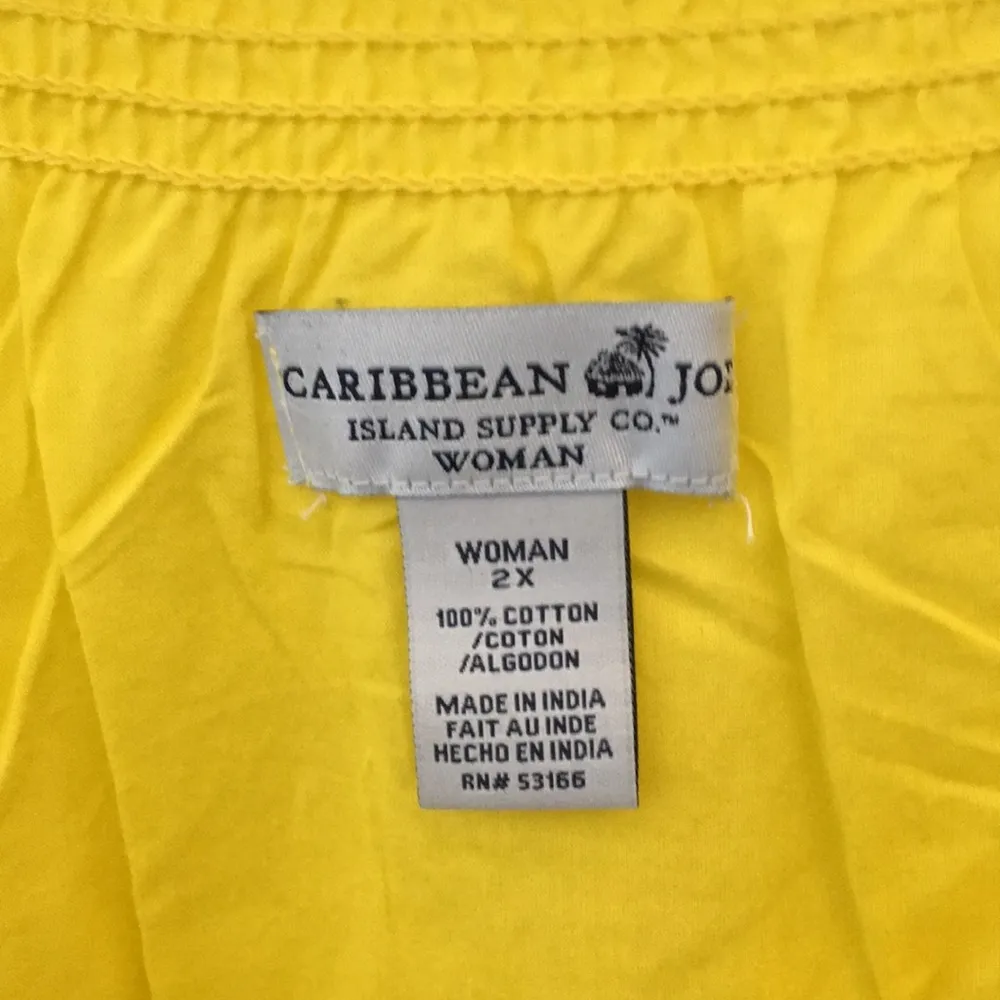 CARIBBEAN JOE
ISLAND SUPPLY CO.™
WOMAN
WOMAN
2X
100% COTTON
/COTON
/ALGODON
MADE IN INDIA
FAIT AU INDE
HECHO EN INDIA
RN# 53166